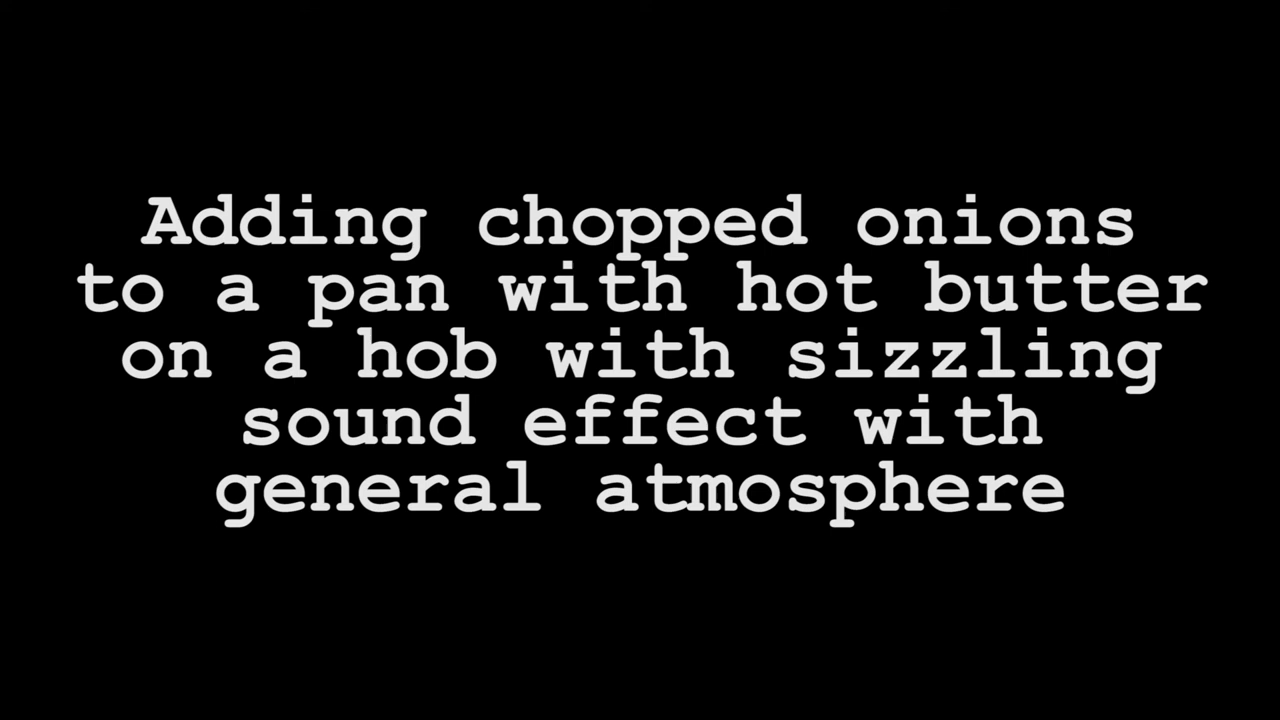 Adding chopped onions
to a pan with hot butter
on a hob with sizzling
sound effect with
general atmosphere